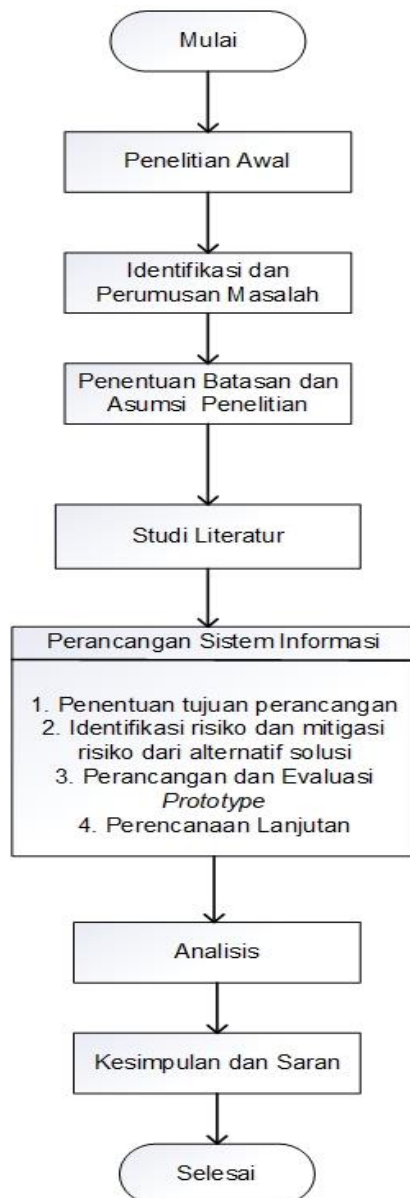 Mulai
Penelitian Awal
Identifikasi dan
Perumusan Masalah
Penentuan Batasan dan
Asumsi Penelitian
Studi Literatur
Perancangan Sistem Informasi
1. Penentuan tujuan perancangan
2. Identifikasi risiko dan mitigasi
risiko dari alternatif solusi
3. Perancangan dan Evaluasi
Prototype
4. Perencanaan Lanjutan
Analisis
Kesimpulan dan Saran
Selesai